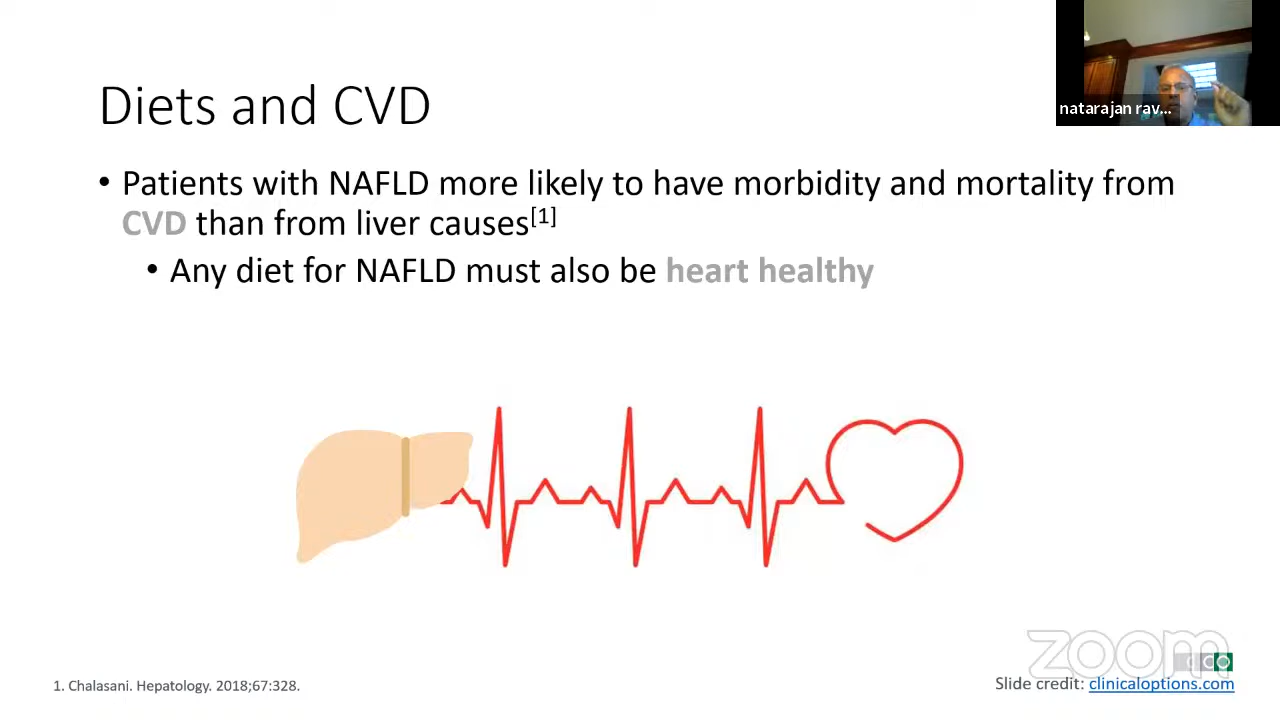 natarajan rav...
Diets and CVD
• Patients with NAFLD more likely to have morbidity and mortality from
CVD than from liver causes[1]
• Any diet for NAFLD must also be heart healthy
zoom
1. Chalasani. Hepatology. 2018;67:328.
Slide credit: clinicaloptions.com